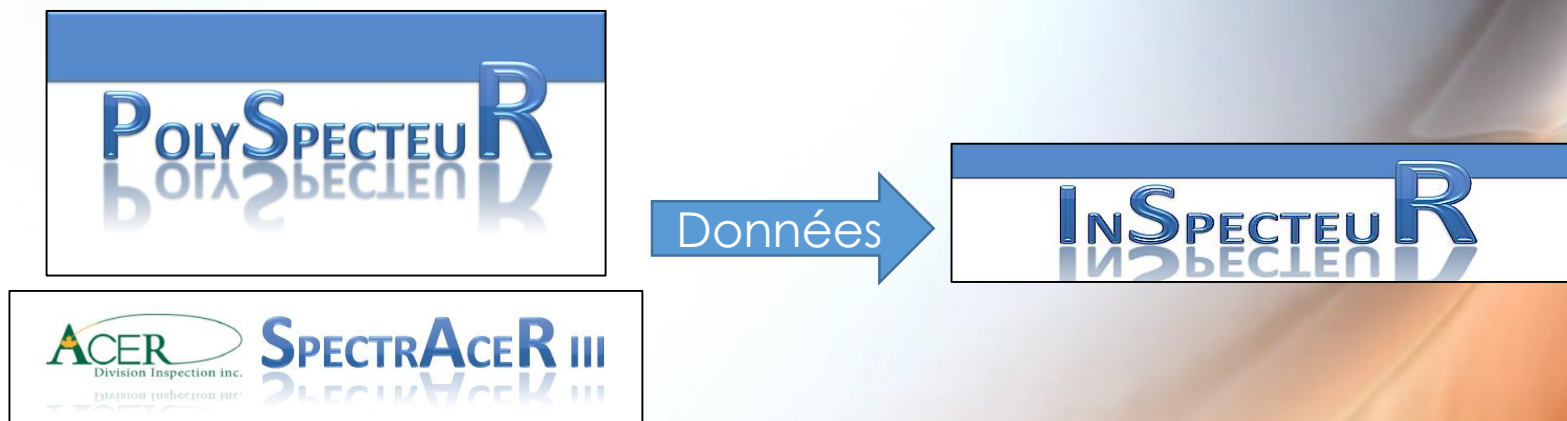 POLYSPECTEUR
Données
INSPECTEUR
ACER
Division Inspection inc.
SPECTRACER III